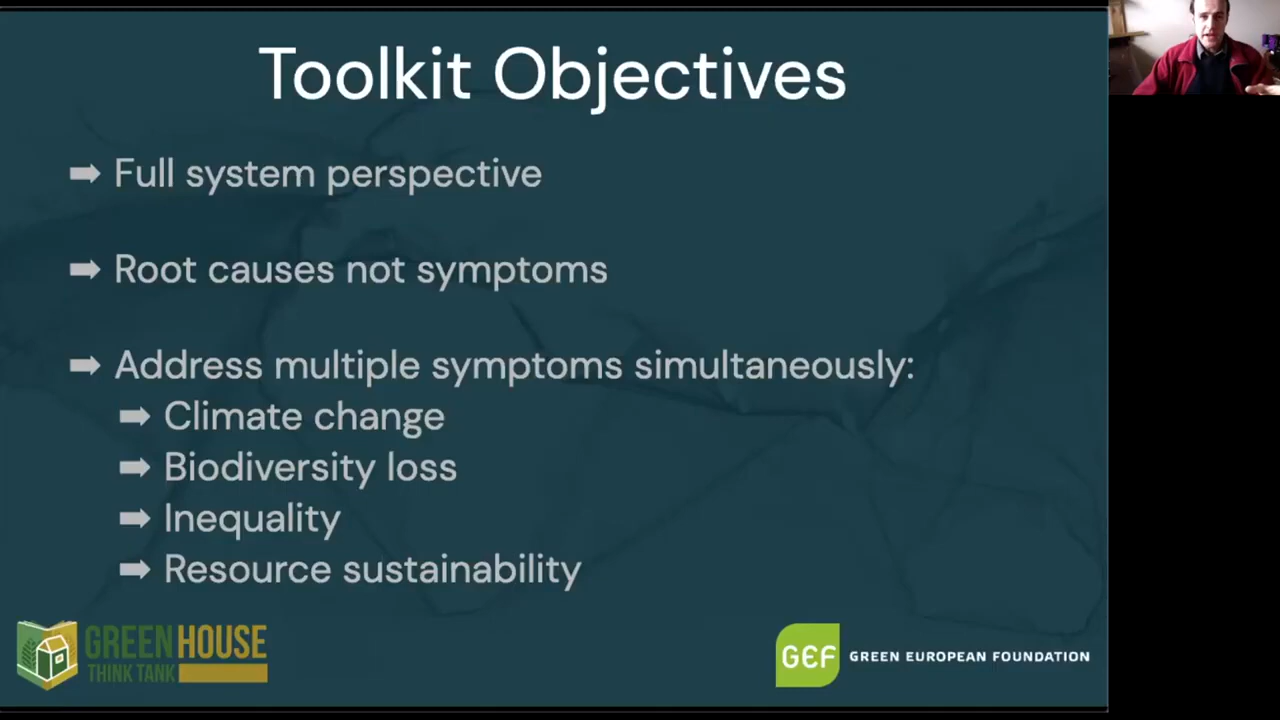 Toolkit Objectives
➡ Full system perspective
➡ Root causes not symptoms
➡ Address multiple symptoms simultaneously:
➡ Climate change
➡ Biodiversity loss
➡ Inequality
➡ Resource sustainability
GREEN HOUSE
THINK TANK
GEF GREEN EUROPEAN FOUNDATION